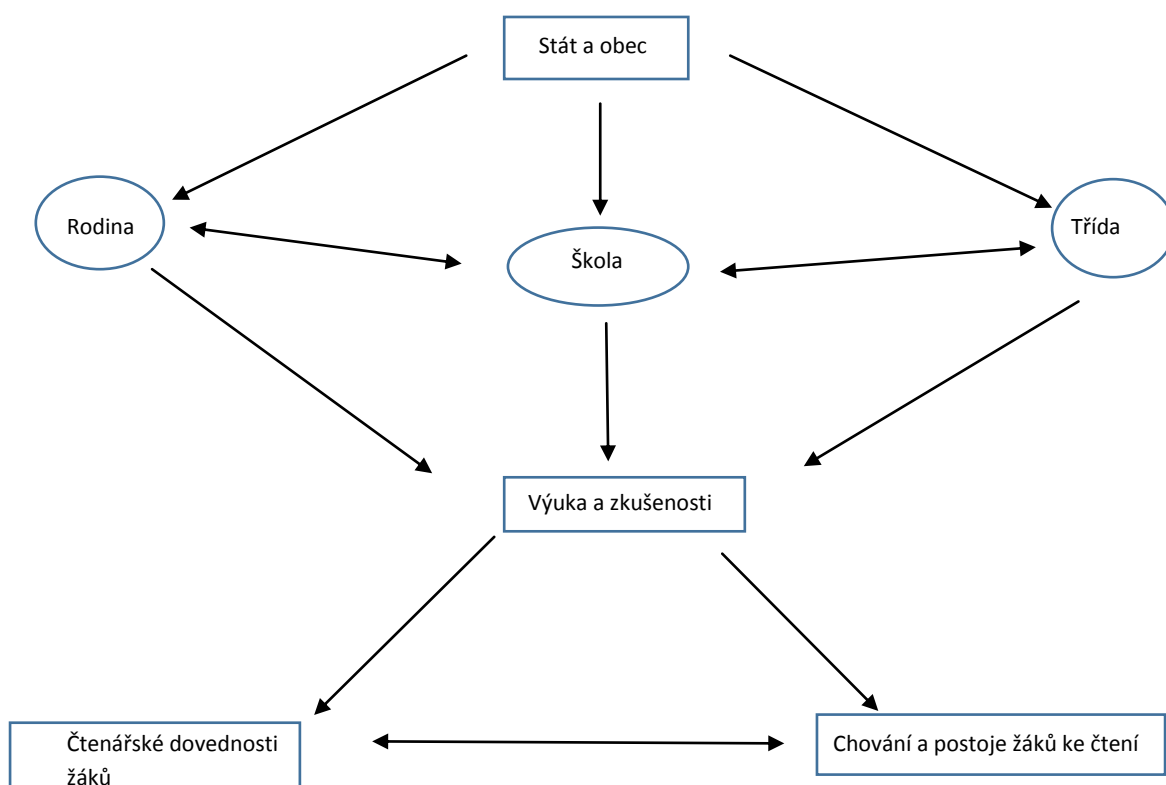 Stát a obec
Rodina
Škola
Třída
Výuka a zkušenosti
Čtenářské dovednosti
žáků
Chování a postoje žáků ke čtení